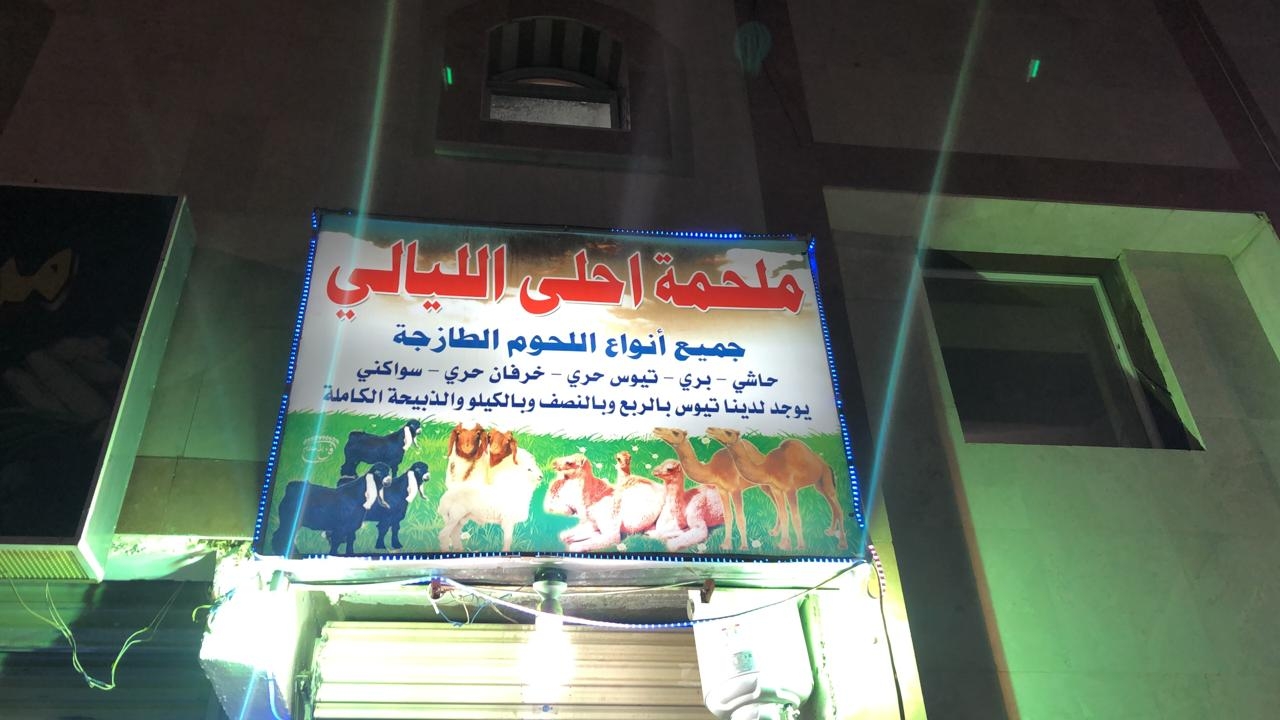 ملحمة احلى الليالي
جميع أنواع اللحوم الطازجة
حاشي - بري - تيوس حري - خرفان حري - سواكني
يوجد لدينا تيوس بالربع وبالنصف وبالكيلو والذبيحة الكاملة